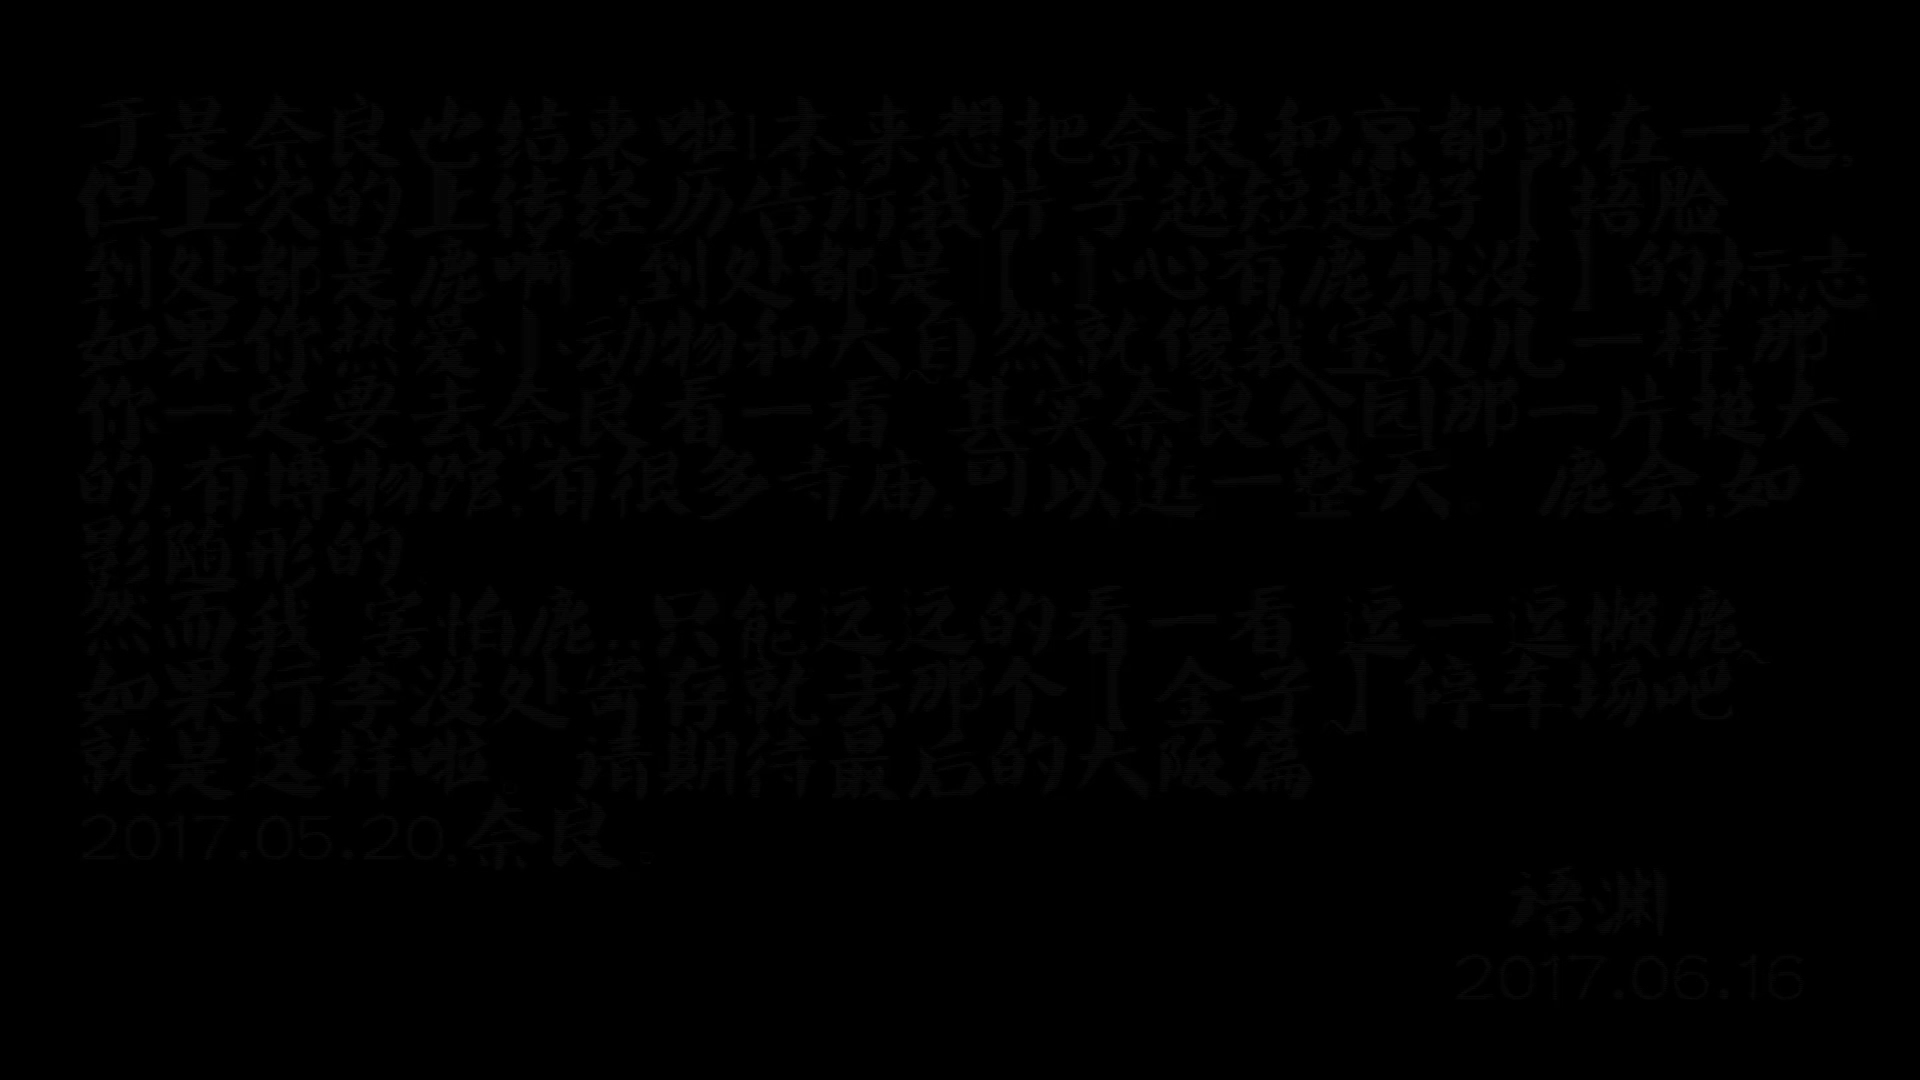 于是奈良也结束啦!本来想把奈良和京都剪在一起,
但上次的上传经历告诉我片子越短越好[捂脸
到处都是鹿啊,到处都是[小心有鹿出没]的标志
如果你热爱小动物和大自然就像我宝贝儿一样 那
你一定要去奈良看一看~其实奈良公园那一片挺大
的,有博物馆,有很多寺庙.可以逛一整天。 鹿会.如
影随形的
然而我 害怕鹿..只能远远的看一看 逗一逗懒鹿~
如果行李没处寄存就去那个[金子]停车场吧
就是这样啦。请期待最后的大阪篇~
2017.05.20.奈良。
语渊
2017.06.16